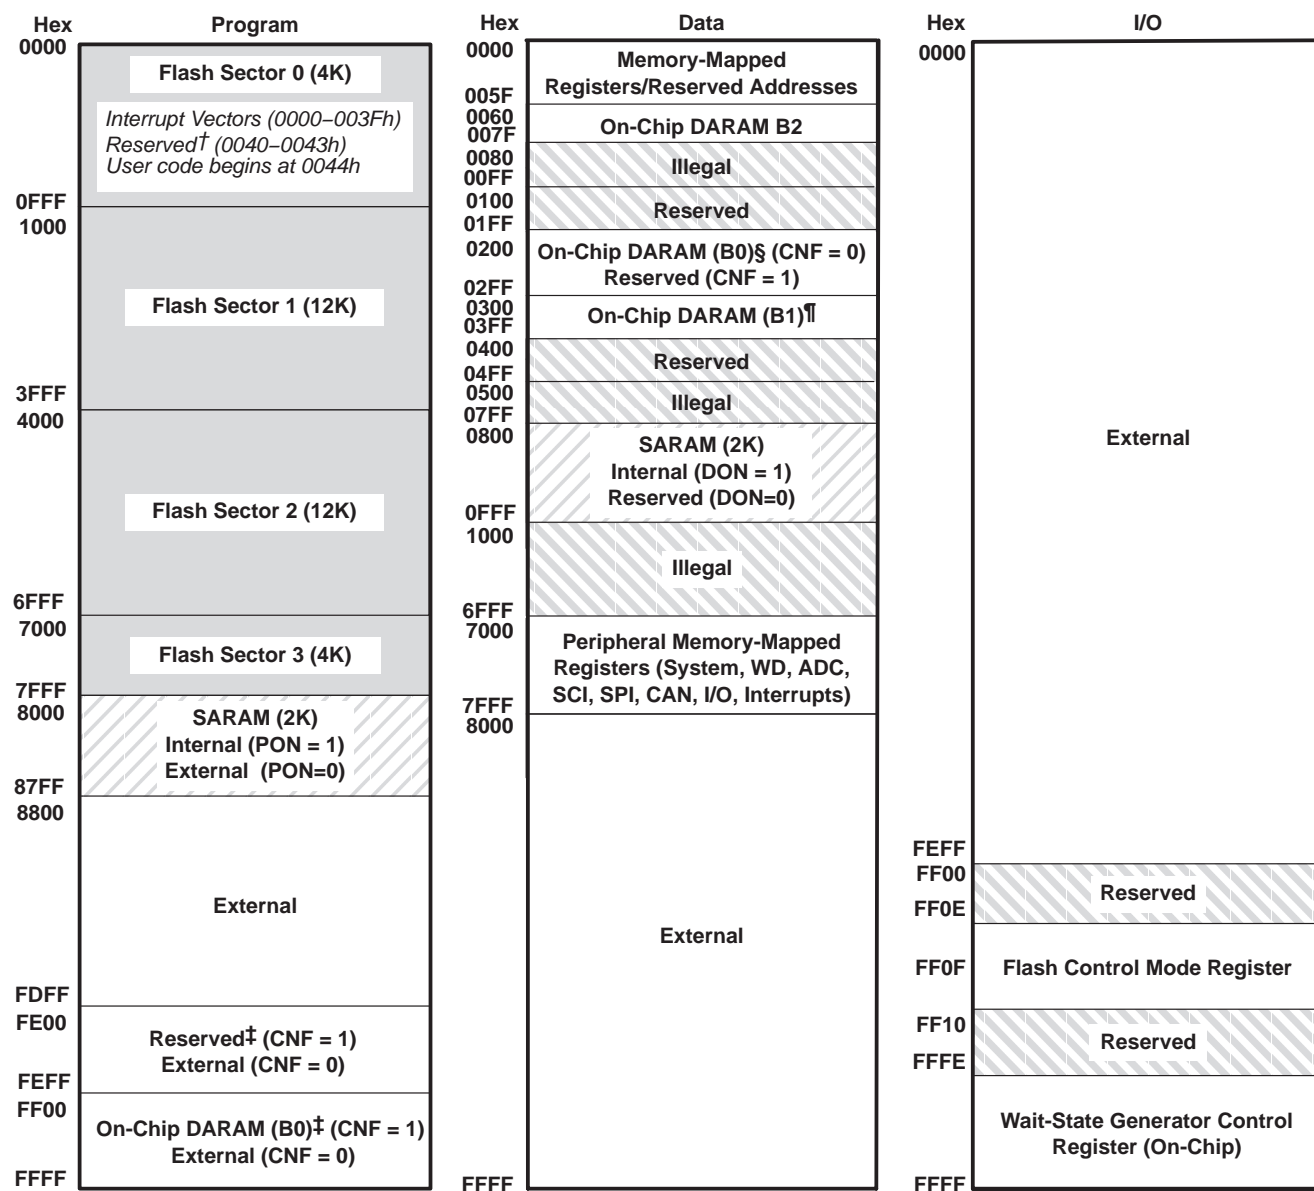 Hex Program
0000
Flash Sector 0 (4K)
Interrupt Vectors (0000–003Fh)
Reserved† (0040–0043h)
User code begins at 0044h
0FFF
1000
Flash Sector 1 (12K)
3FFF
4000
Flash Sector 2 (12K)
6FFF
7000
Flash Sector 3 (4K)
7FFF
8000
SARAM (2K)
Internal (PON = 1)
External (PON=0)
87FF
8800
External
FDFF
FE00
Reserved‡ (CNF = 1)
External (CNF = 0)
FEFF
FF00
On-Chip DARAM (B0)‡ (CNF = 1)
External (CNF = 0)
FFFF
Hex Data
0000
Memory-Mapped
Registers/Reserved Addresses
005F
0060
On-Chip DARAM B2
007F
0080
Illegal
00FF
0100
Reserved
01FF
0200
On-Chip DARAM (B0)§ (CNF = 0)
Reserved (CNF = 1)
02FF
0300
On-Chip DARAM (B1)¶
03FF
0400
Reserved
04FF
0500
Illegal
07FF
0800
SARAM (2K)
Internal (DON = 1)
Reserved (DON=0)
0FFF
1000
Illegal
6FFF
7000
Peripheral Memory-Mapped
Registers (System, WD, ADC,
SCI, SPI, CAN, I/O, Interrupts)
7FFF
8000
External
FFFF
Hex I/O
0000
External
FEFF
FF00
Reserved
FF0E
FF0F Flash Control Mode Register
FF10
Reserved
FFFE
Wait-State Generator Control
Register (On-Chip)
FFFF